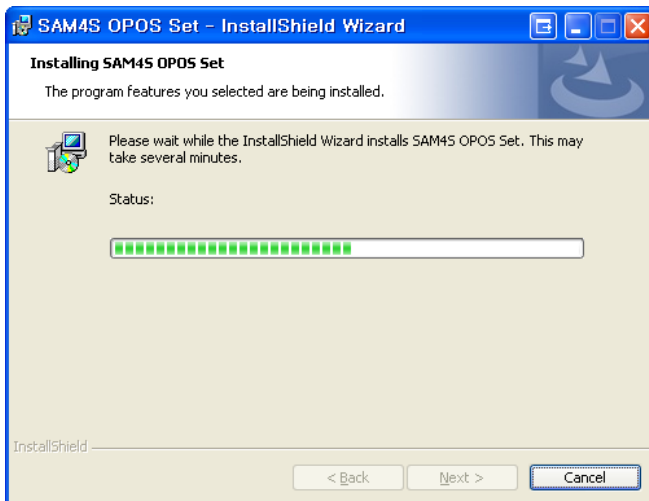 SAM4S OPOS Set - InstallShield Wizard
Installing SAM4S OPOS Set
The program features you selected are being installed.
Please wait while the InstallShield Wizard installs SAM4S OPOS Set. This may
take several minutes.
Status:
InstallShield
< Back Next > Cancel